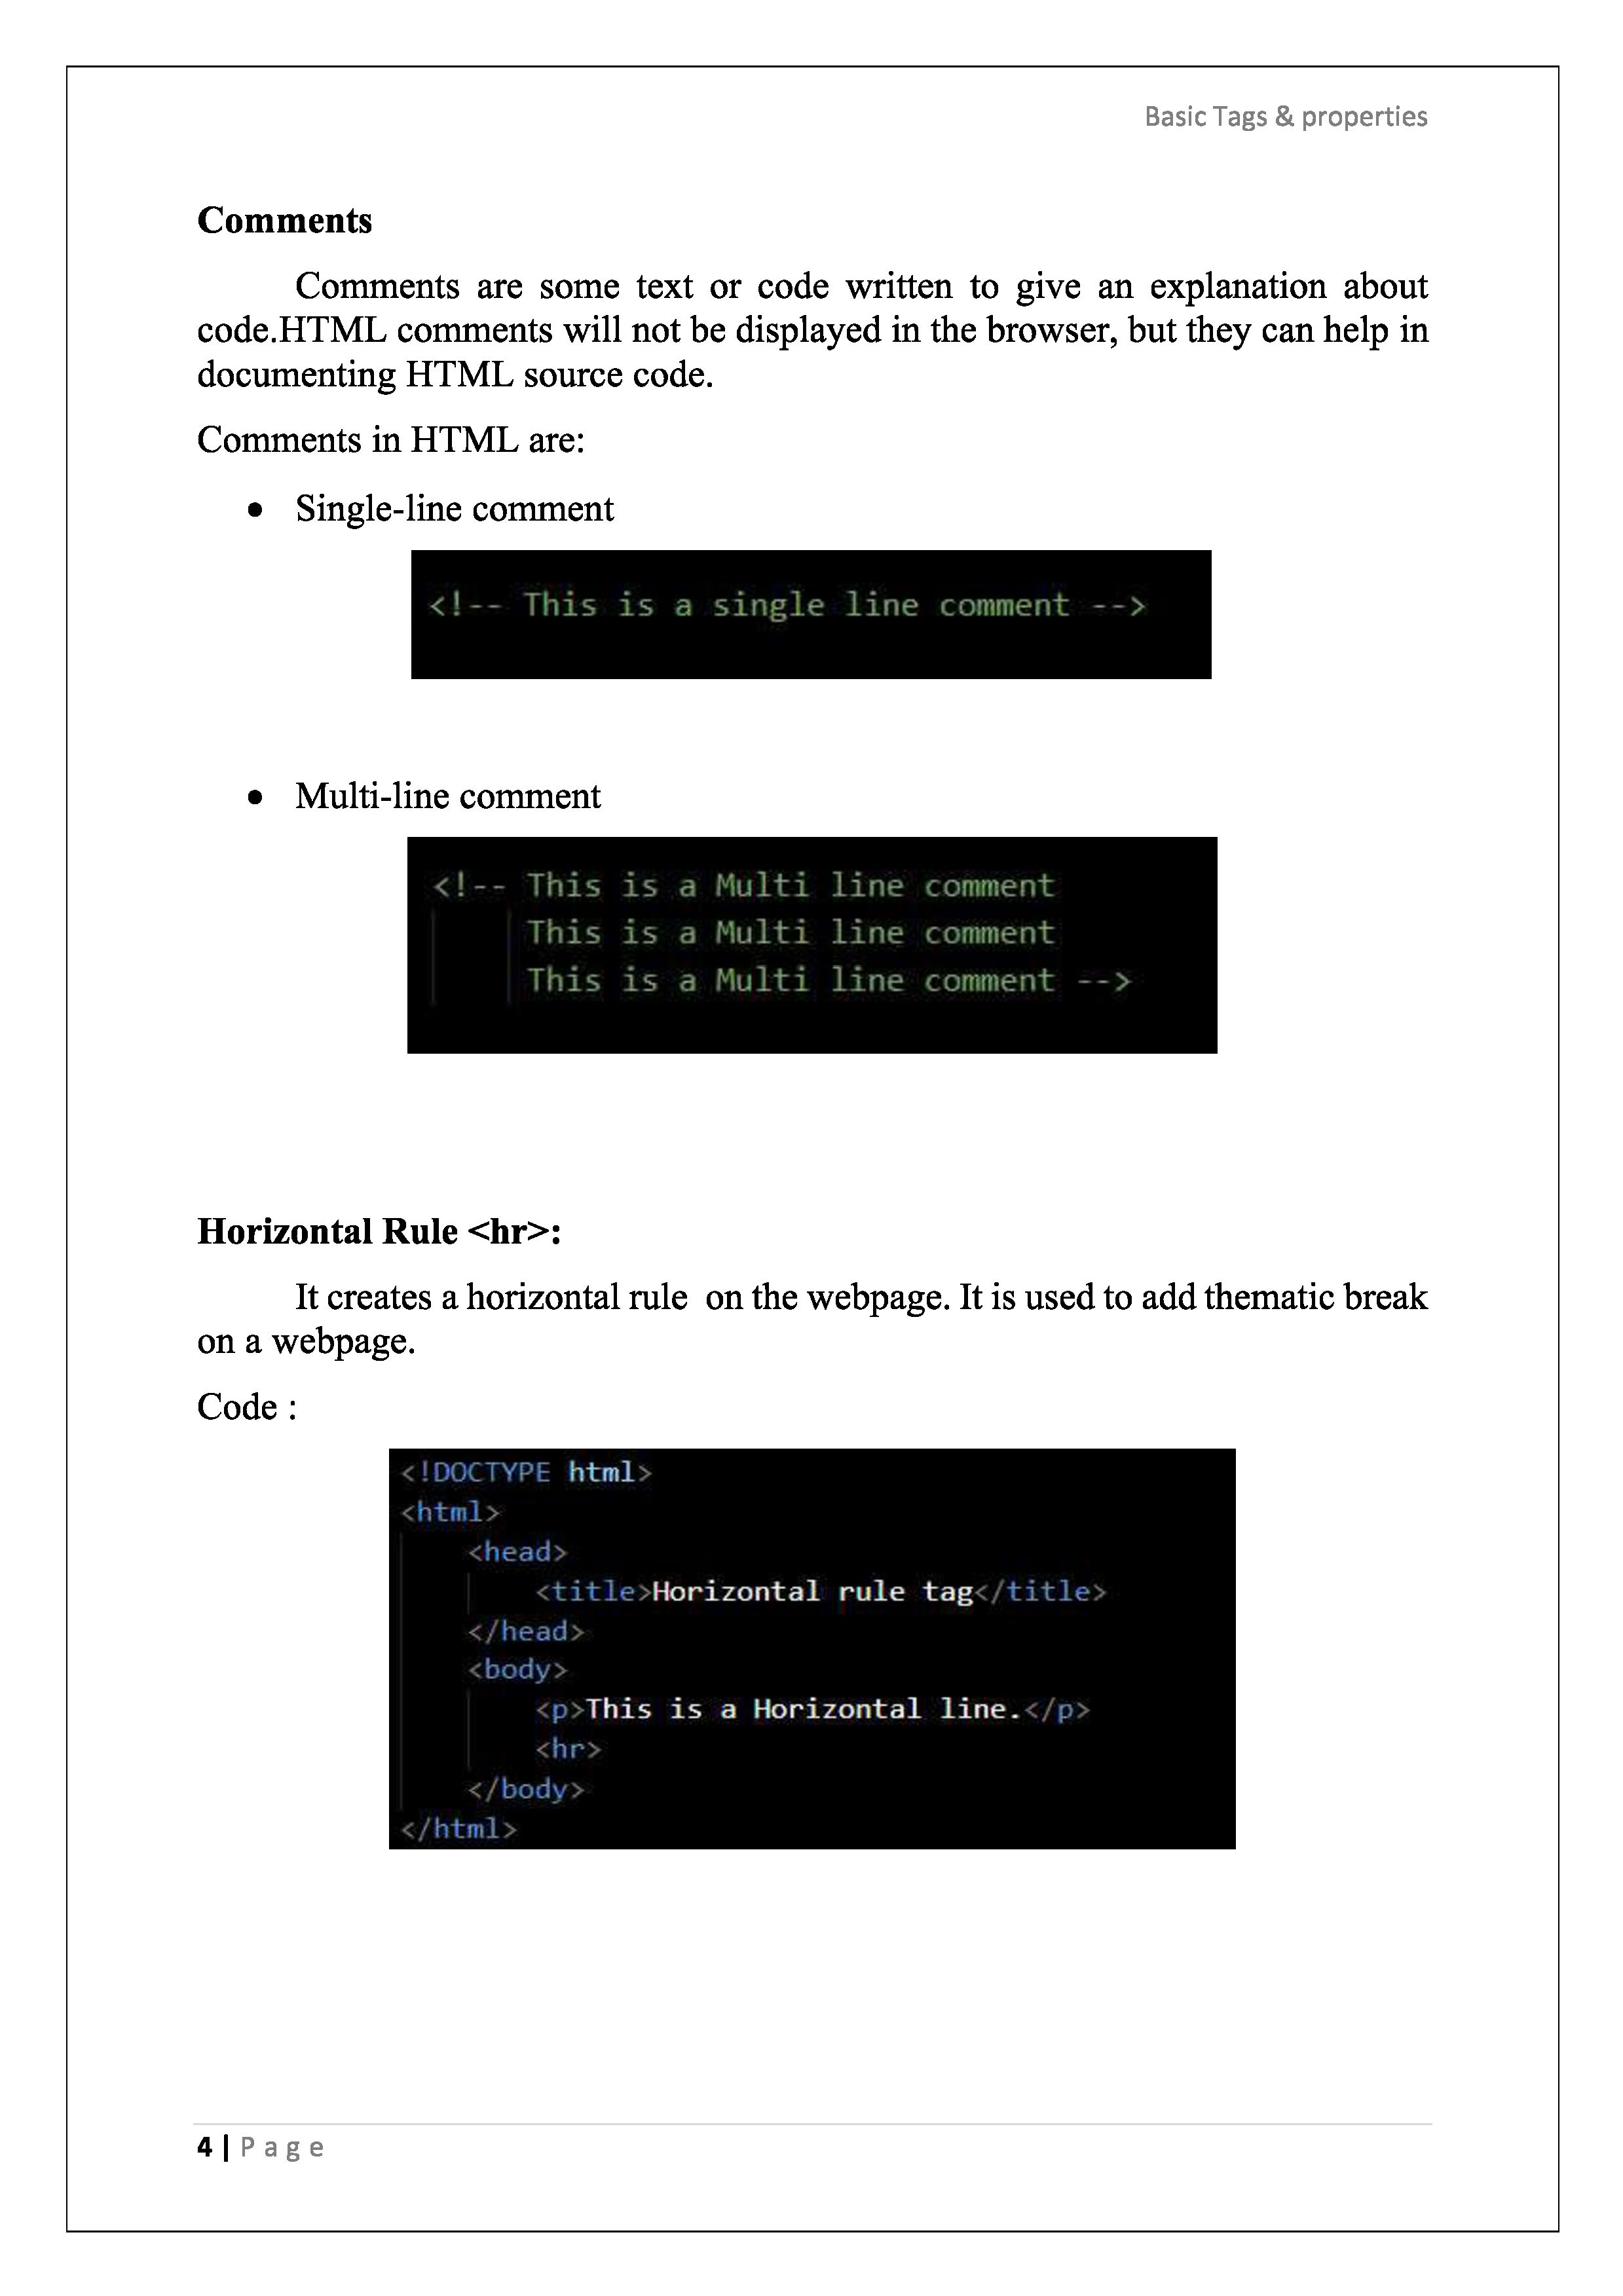 Basic Tags & properties
Comments
Comments are some text or code written to give an explanation about
code.HTML comments will not be displayed in the browser, but they can help in
documenting HTML source code.
Comments in HTML are:
• Single-line comment
<!-- This is a single line comment -->
• Multi-line comment
<!-- This is a Multi line comment
This is a Multi line comment
This is a Multi line comment -->
Horizontal Rule <hr>:
It creates a horizontal rule  on the webpage. It is used to add thematic break
on a webpage.
Code :
<!DOCTYPE html>
<html>
<head>
<title>Horizontal rule tag</title>
</head>
<body>
<p>This is a Horizontal line.</p>
<hr>
</body>
</html>
4 | P a g e